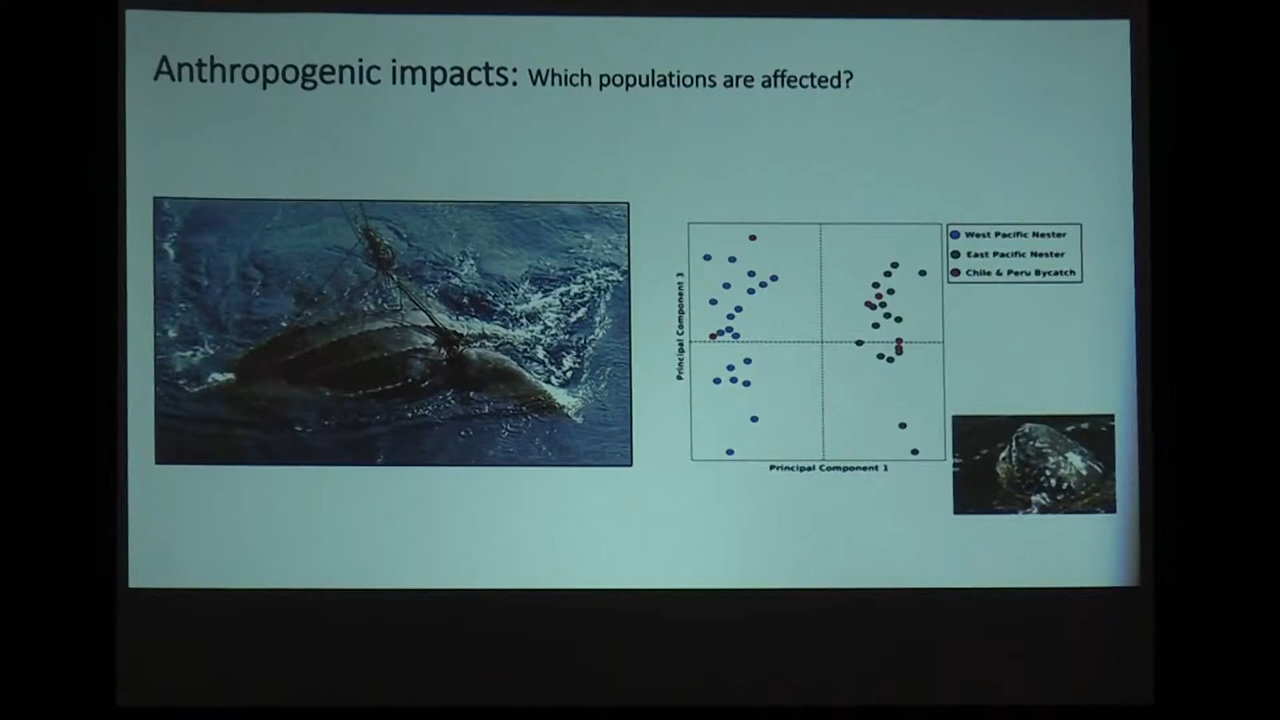 Anthropogenic impacts: Which populations are affected?
West Pacific Nester
East Pacific Nester
Chile & Peru Bycatch
Principal Component 3
Principal Component 1